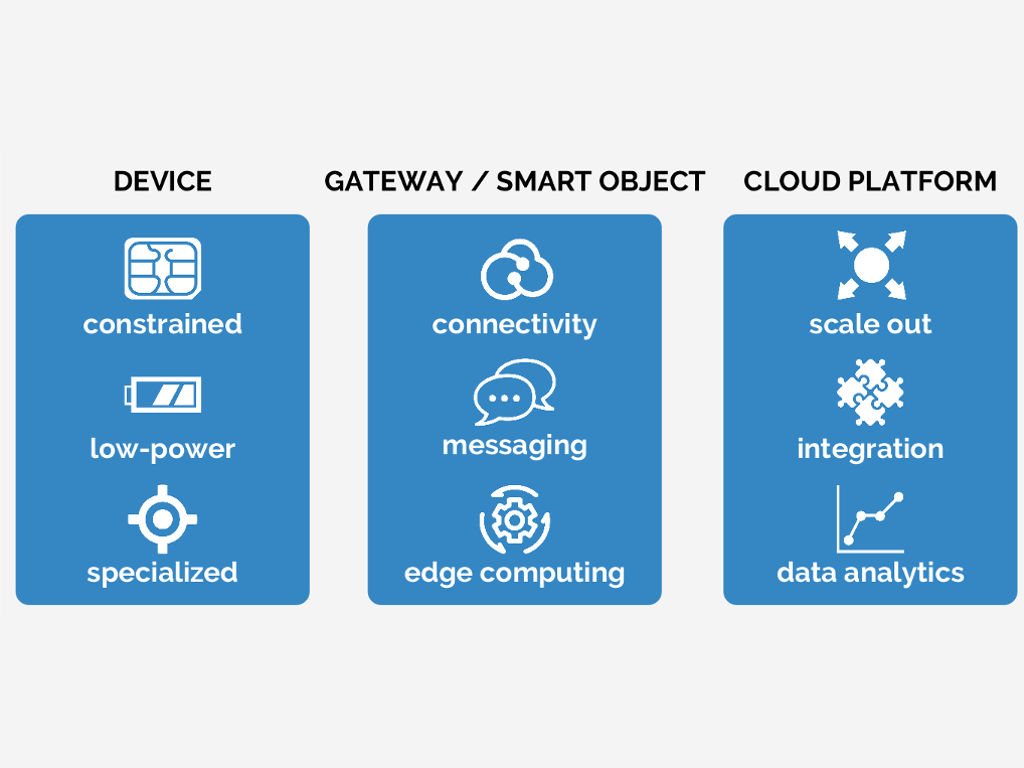 DEVICE
constrained
low-power
specialized
GATEWAY / SMART OBJECT
connectivity
messaging
edge computing
CLOUD PLATFORM
scale out
integration
data analytics